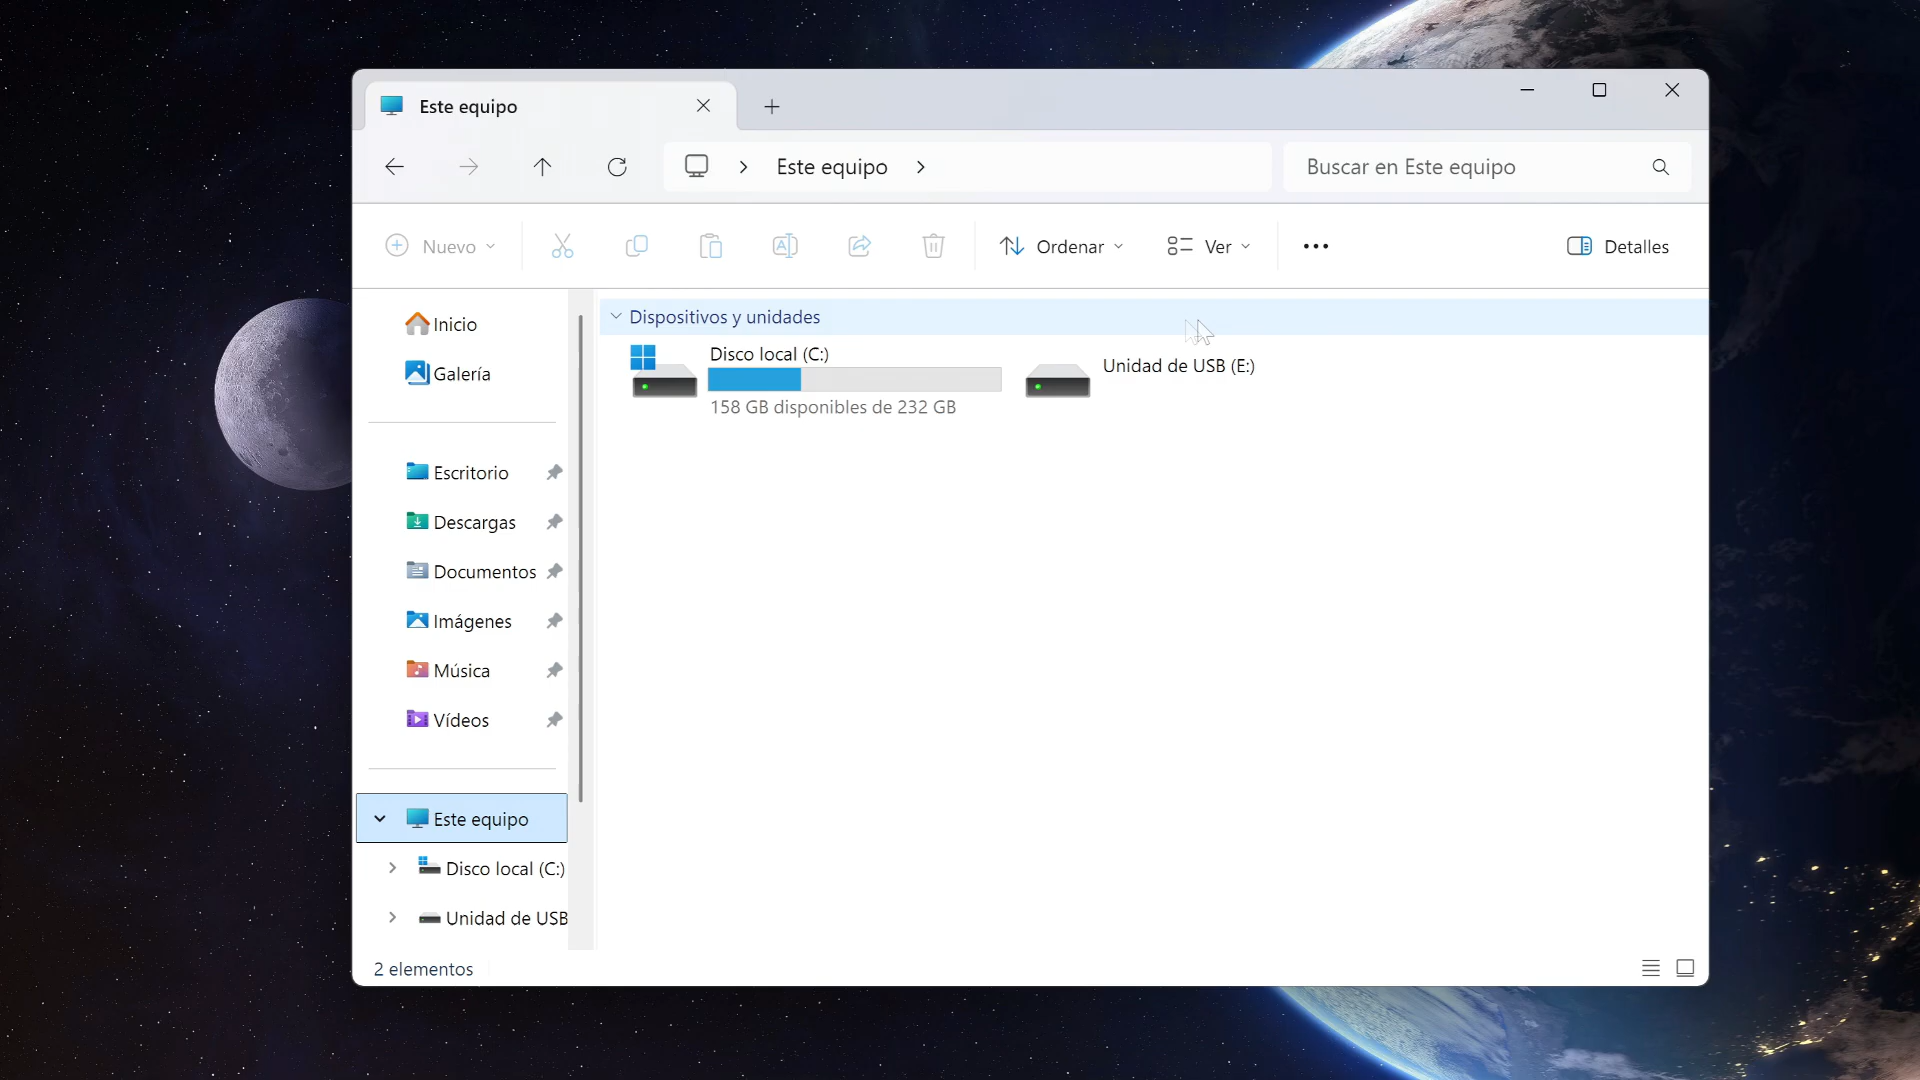 Este equipo
Este equipo
Buscar en Este equipo
Nuevo
Ordenar
Ver
Detalles
Inicio
Galería
Escritorio
Descargas
Documentos
Imágenes
Música
Vídeos
Este equipo
Disco local (C:)
Unidad de USB
Dispositivos y unidades
Disco local (C:)
158 GB disponibles de 232 GB
Unidad de USB (E:)
2 elementos